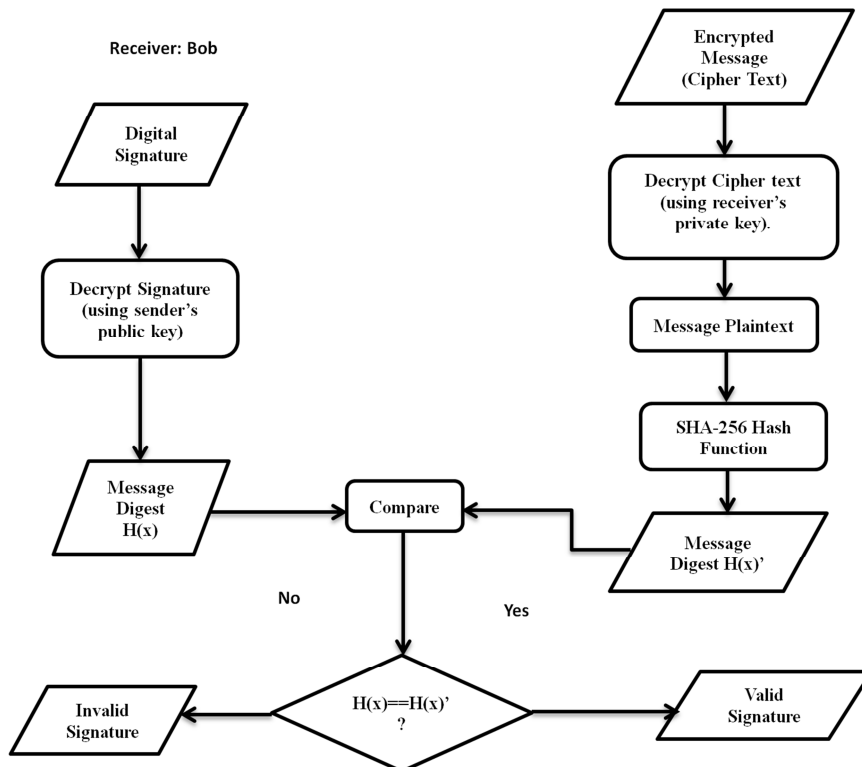 Receiver: Bob
Encrypted
Message
(Cipher Text)
Digital
Signature
Decrypt Cipher text
(using receiver’s
private key).
Decrypt Signature
(using sender’s
public key)
Message Plaintext
SHA-256 Hash
Function
Message
Digest
H(x)
Compare
Message
Digest H(x)’
No
Yes
Invalid
Signature
H(x)==H(x)’
?
Valid
Signature